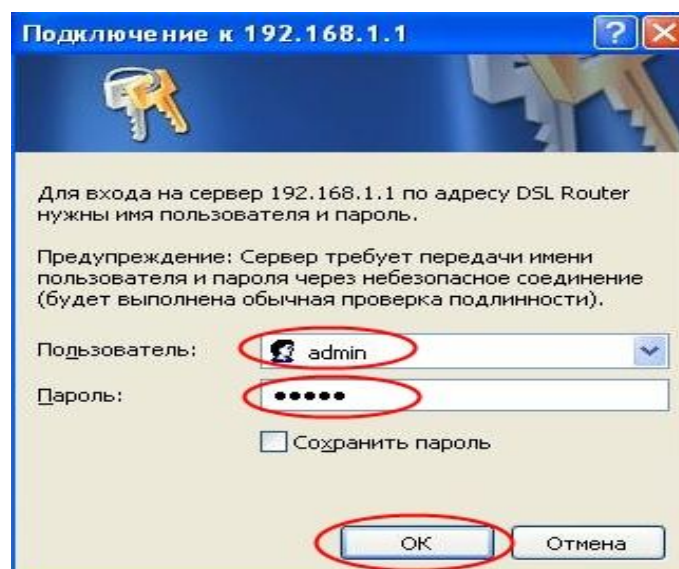 Подключение к 192.168.1.1
Для входа на сервер 192.168.1.1 по адресу DSL Router
нужны имя пользователя и пароль.
Предупреждение: Сервер требует передачи имени
пользователя и пароля через небезопасное соединение
(будет выполнена обычная проверка подлинности).
Пользователь: admin
Пароль: •••••
Сохранить пароль
ОК Отмена